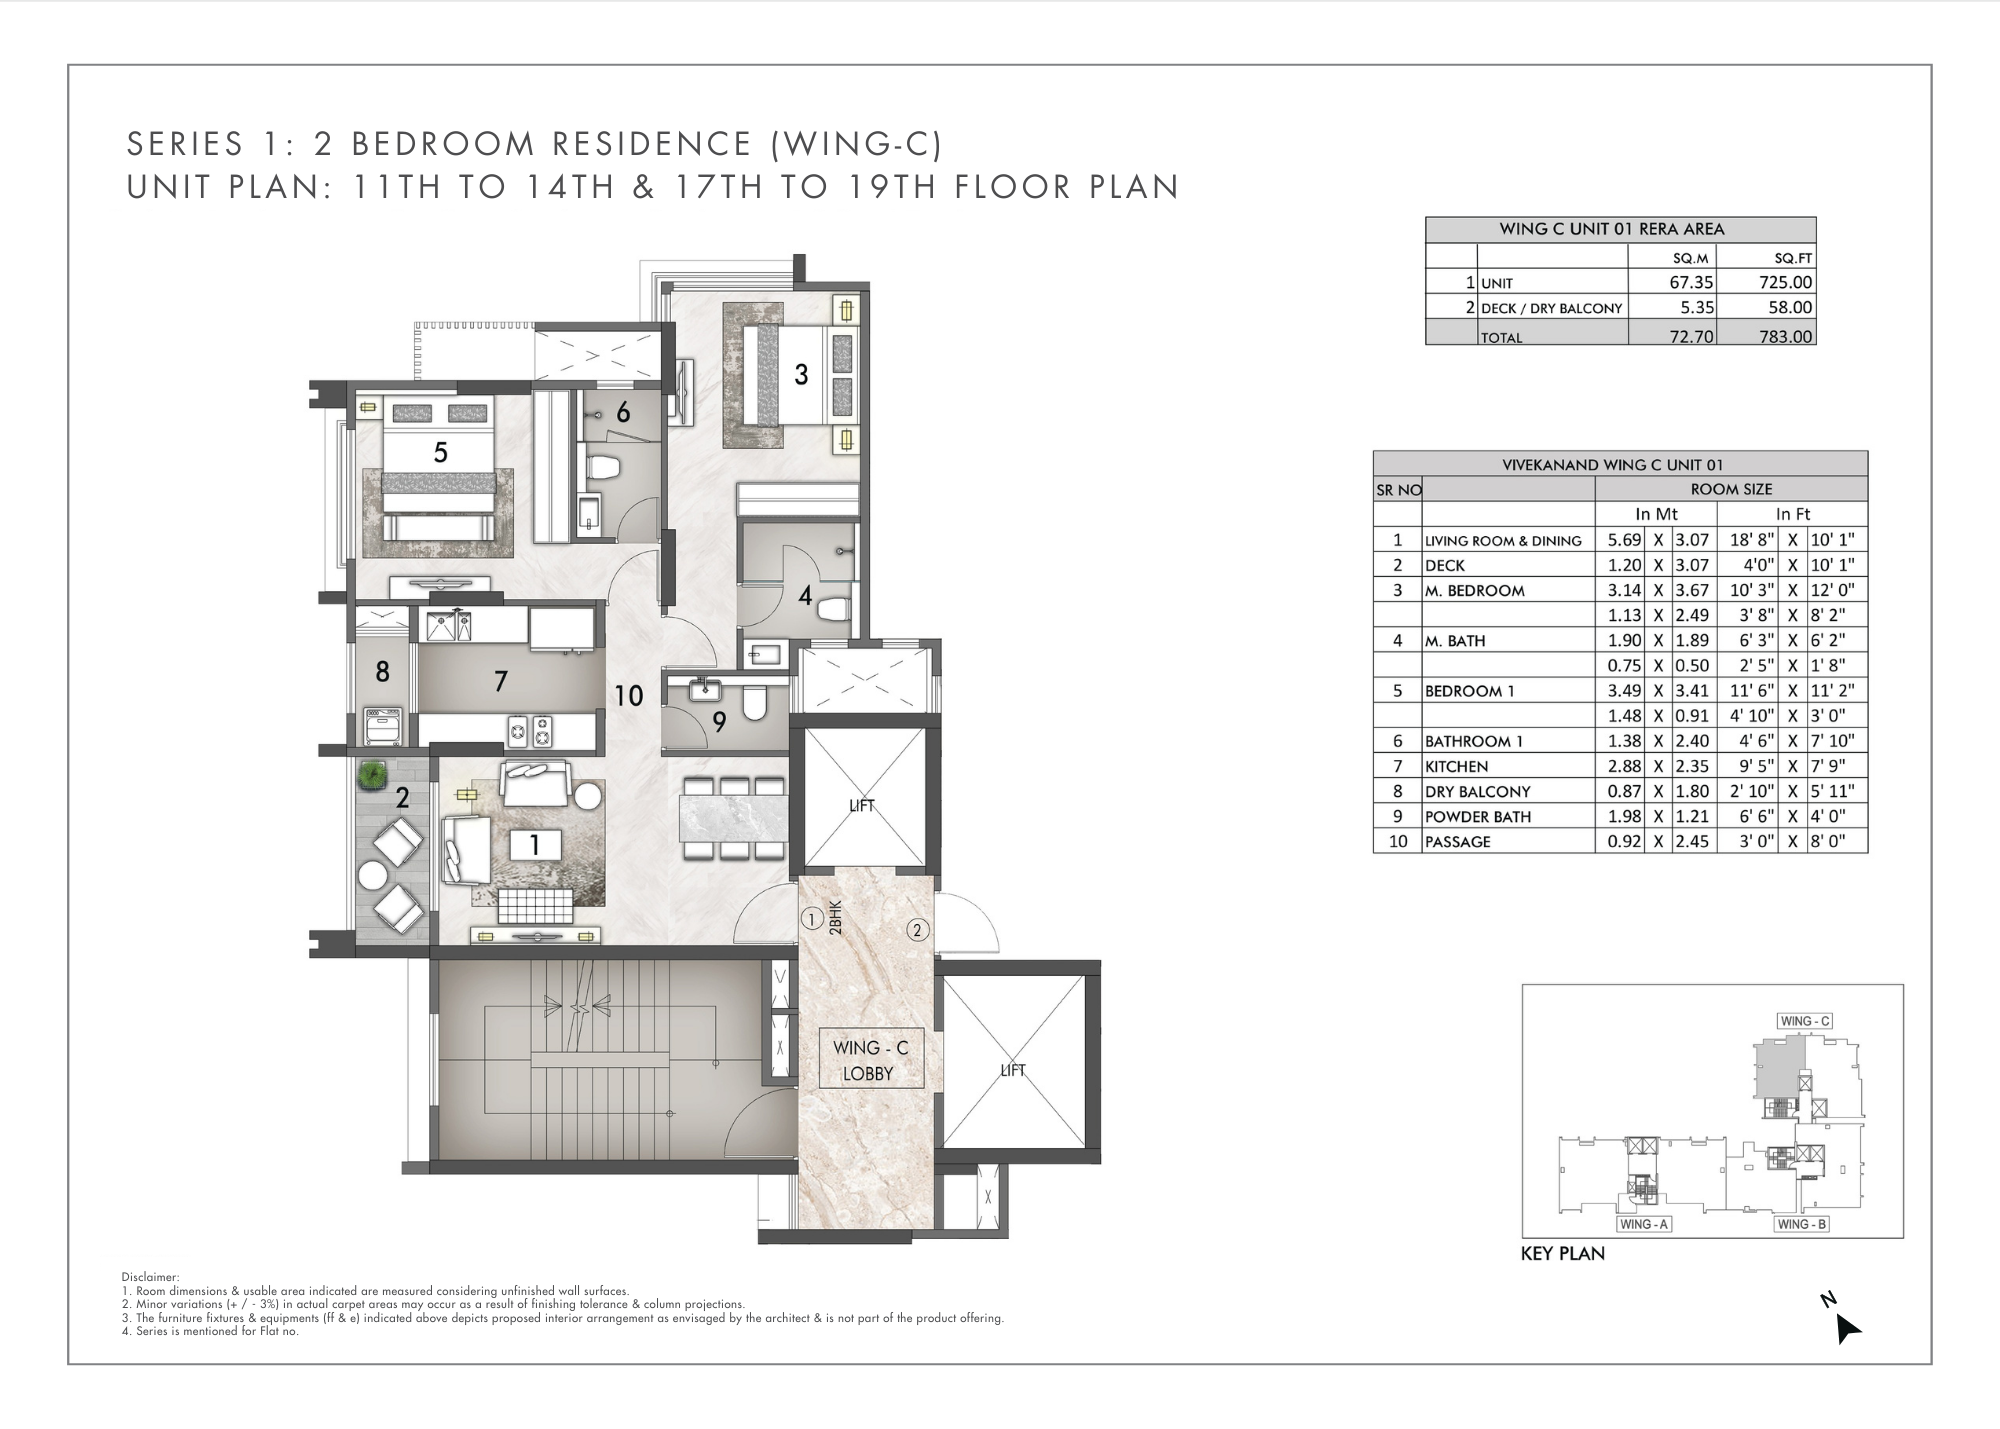 SERIES 1: 2 BEDROOM RESIDENCE (WING-C)
UNIT PLAN: 11TH TO 14TH & 17TH TO 19TH FLOOR PLAN
WING C UNIT 01 RERA AREA
SQ.M SQ.FT
1 UNIT 67.35 725.00
2 DECK / DRY BALCONY 5.35 58.00
TOTAL 72.70 783.00
VIVEKANAND WING C UNIT 01
SR NO ROOM SIZE
In Mt In Ft
1 LIVING ROOM & DINING 5.69 X 3.07 18' 8" X 10' 1"
2 DECK 1.20 X 3.07 4'0" X 10' 1"
3 M. BEDROOM 3.14 X 3.67 10' 3" X 12' 0"
1.13 X 2.49 3' 8" X 8' 2"
4 M. BATH 1.90 X 1.89 6' 3" X 6' 2"
0.75 X 0.50 2' 5" X 1' 8"
5 BEDROOM 1 3.49 X 3.41 11' 6" X 11' 2"
1.48 X 0.91 4' 10" X 3' 0"
6 BATHROOM 1 1.38 X 2.40 4' 6" X 7' 10"
7 KITCHEN 2.88 X 2.35 9' 5" X 7' 9"
8 DRY BALCONY 0.87 X 1.80 2' 10" X 5' 11"
9 POWDER BATH 1.98 X 1.21 6' 6" X 4' 0"
10 PASSAGE 0.92 X 2.45 3' 0" X 8' 0"
3
6
5
4
8
7
10
9
2
LIFT
1
1
2BHK
2
WING - C
LOBBY
LIFT
WING - C
WING - A
WING - B
KEY PLAN
N
Disclaimer:
1. Room dimensions & usable area indicated are measured considering unfinished wall surfaces.
2. Minor variations (+ / - 3%) in actual carpet areas may occur as a result of finishing tolerance & column projections.
3. The furniture fixtures & equipments (ff & e) indicated above depicts proposed interior arrangement as envisaged by the architect & is not part of the product offering.
4. Series is mentioned for Flat no.